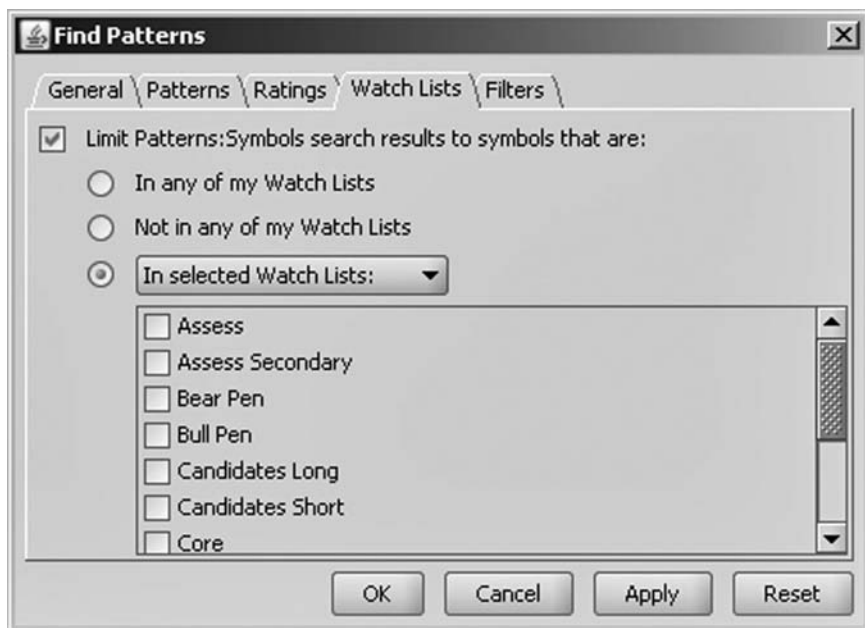 Find Patterns
General Patterns Ratings Watch Lists Filters
Limit Patterns:Symbols search results to symbols that are:
In any of my Watch Lists
Not in any of my Watch Lists
In selected Watch Lists:
Assess
Assess Secondary
Bear Pen
Bull Pen
Candidates Long
Candidates Short
Core
OK Cancel Apply Reset